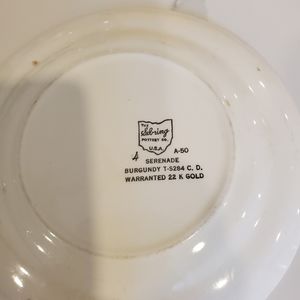 THE
Sebring
POTTERY CO.
U.S.A.
4 A-50
SERENADE
BURGUNDY T-5284 C. D.
WARRANTED 22 K GOLD